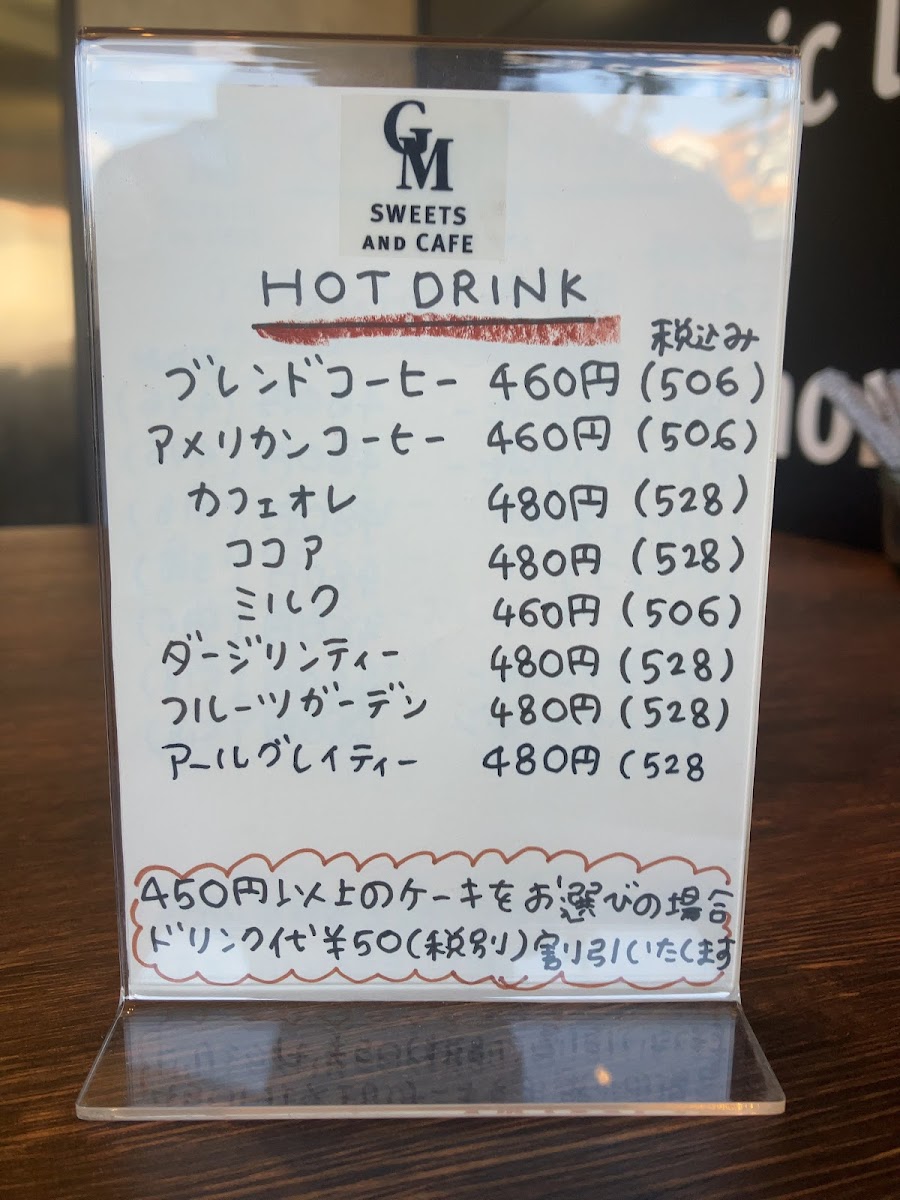 GM
SWEETS
AND CAFE
HOT DRINK
税込み
ブレンドコーヒー 460円 (506)
アメリカンコーヒー 460円 (506)
カフェオレ 480円 (528)
ココア 480円 (528)
ミルク 460円 (506)
ダージリンティー 480円 (528)
フルーツガーデン 480円 (528)
アールグレイティー 480円 (528
450円以上のケーキをお選びの場合
ドリンク代¥50(税別)割引いたします